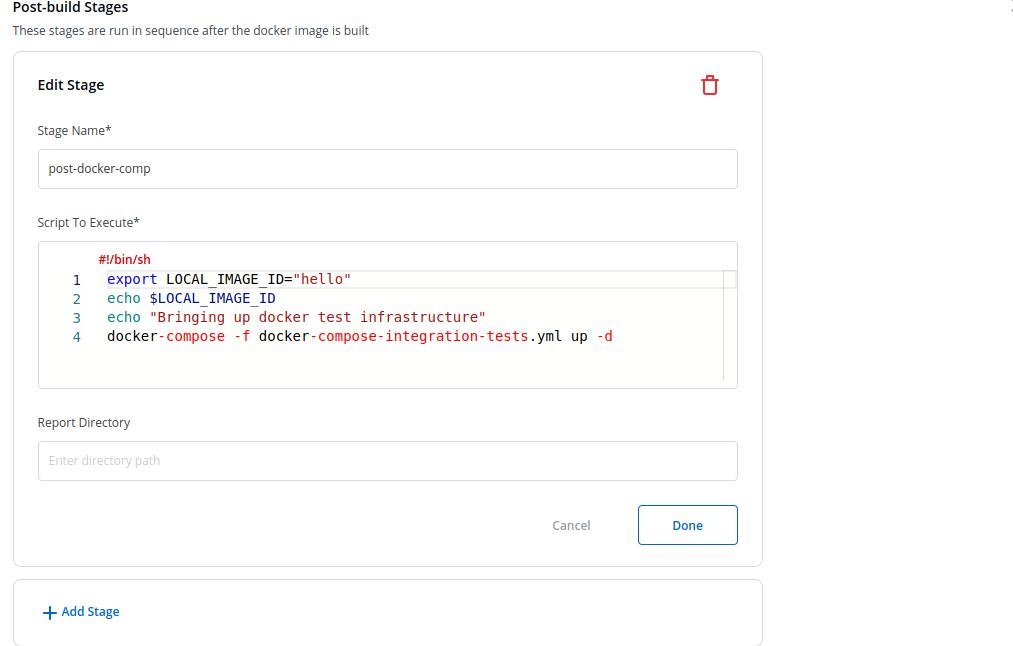 Post-build Stages
These stages are run in sequence after the docker image is built
Edit Stage
Stage Name*
post-docker-comp
Script To Execute*
#!/bin/sh
1 export LOCAL_IMAGE_ID="hello"
2 echo $LOCAL_IMAGE_ID
3 echo "Bringing up docker test infrastructure"
4 docker-compose -f docker-compose-integration-tests.yml up -d
Report Directory
Enter directory path
Cancel
Done
Add Stage